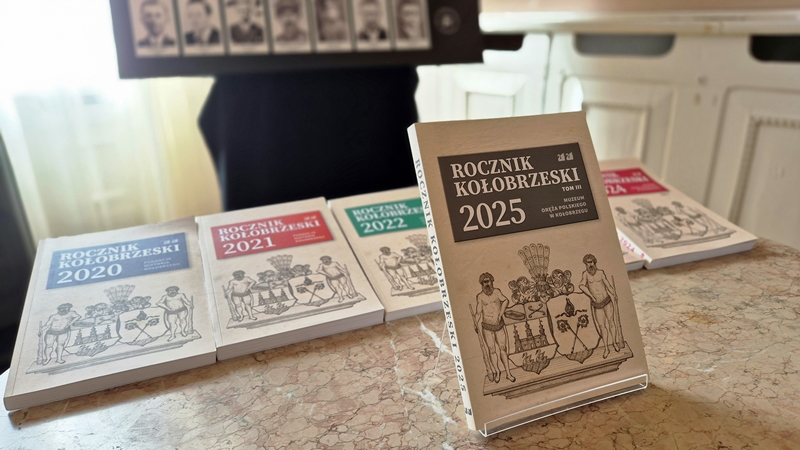 ROCZNIK
KOŁOBRZESKI
2020
ROCZNIK
KOŁOBRZESKI
2021
ROCZNIK
KOŁOBRZESKI
2022
ROCZNIK
KOŁOBRZESKI
TOM III
2025
MUZEUM
ORĘŻA POLSKIEGO
W KOŁOBRZEGU
ROCZNIK KOŁOBRZESKI 2025